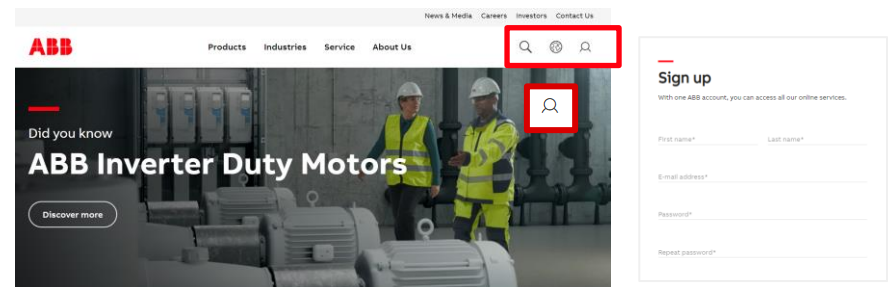 News & Media Careers Investors Contact Us
ABB
Products Industries Service About Us
Did you know
ABB Inverter Duty Motors
Discover more
Sign up
With one ABB account, you can access all our online services.
First name* Last name*
E-mail address*
Password*
Repeat password*